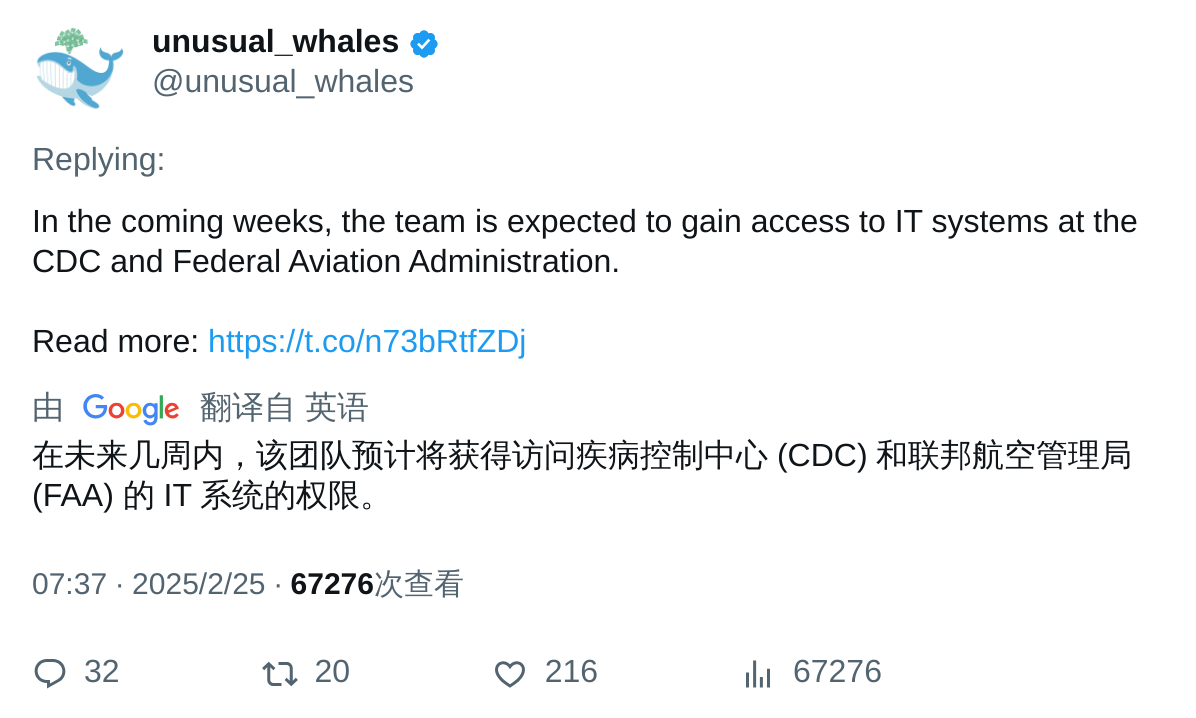 unusual_whales
@unusual_whales
Replying:
In the coming weeks, the team is expected to gain access to IT systems at the
CDC and Federal Aviation Administration.
Read more: https://t.co/n73bRtfZDj
由 Google 翻译自 英语
在未来几周内，该团队预计将获得访问疾病控制中心 (CDC) 和联邦航空管理局
(FAA) 的 IT 系统的权限。
07:37 · 2025/2/25 · 67276次查看
32 20 216 67276